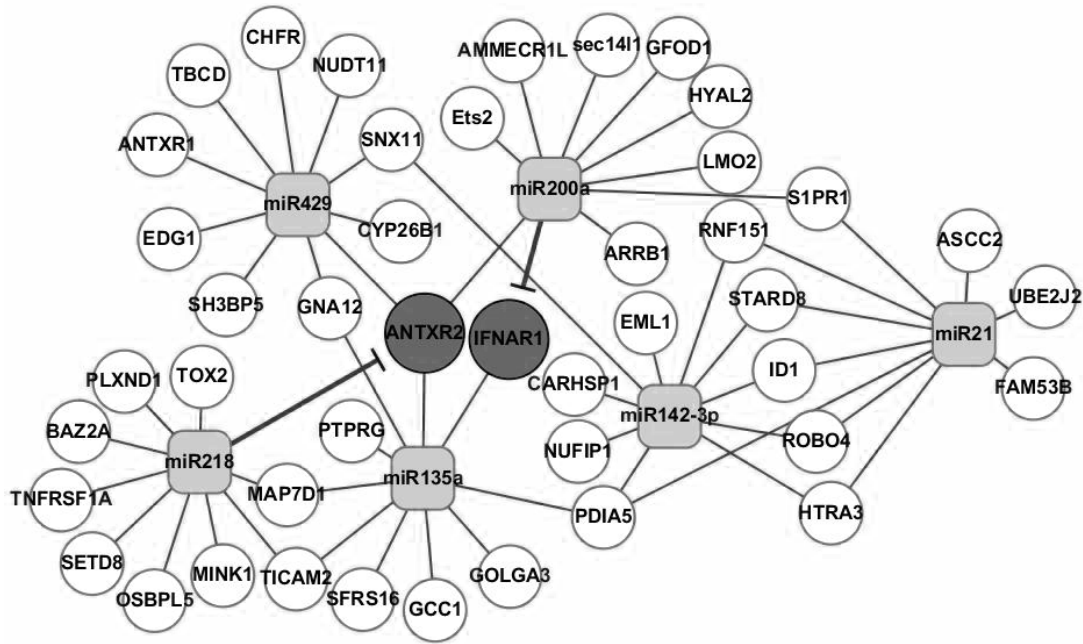 CHFR
AMMECR1L
sec14l1
GFOD1
TBCD
NUDT11
HYAL2
Ets2
ANTXR1
SNX11
LMO2
miR429
miR200a
S1PR1
EDG1
CYP26B1
RNF151
ASCC2
ARRB1
SH3BP5
GNA12
STARD8
UBE2J2
ANTXR2
IFNAR1
EML1
miR21
PLXND1
TOX2
CARHSP1
ID1
FAM53B
BAZ2A
PTPRG
miR142-3p
miR218
NUFIP1
ROBO4
TNFRSF1A
MAP7D1
miR135a
PDIA5
HTRA3
SETD8
MINK1
TICAM2
GOLGA3
OSBPL5
SFRS16
GCC1